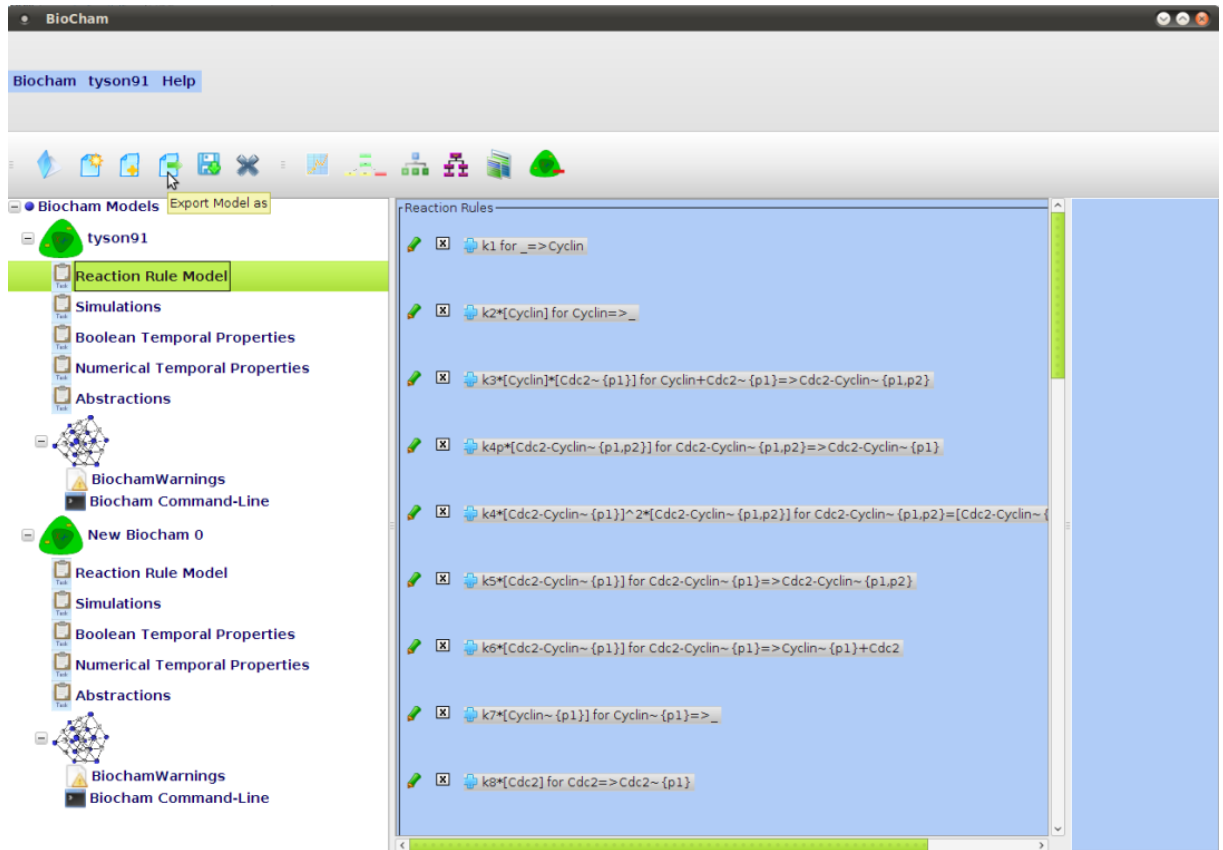 BioCham
Biocham tyson91 Help
Export Model as
Biocham Models
tyson91
Reaction Rule Model
Simulations
Boolean Temporal Properties
Numerical Temporal Properties
Abstractions
BiochamWarnings
Biocham Command-Line
New Biocham 0
Reaction Rule Model
Simulations
Boolean Temporal Properties
Numerical Temporal Properties
Abstractions
BiochamWarnings
Biocham Command-Line
Reaction Rules
k1 for _=>Cyclin
k2*[Cyclin] for Cyclin=>_
k3*[Cyclin]*[Cdc2~{p1}] for Cyclin+Cdc2~{p1}=>Cdc2-Cyclin~{p1,p2}
k4p*[Cdc2-Cyclin~{p1,p2}] for Cdc2-Cyclin~{p1,p2}=>Cdc2-Cyclin~{p1}
k4*[Cdc2-Cyclin~{p1}]^2*[Cdc2-Cyclin~{p1,p2}] for Cdc2-Cyclin~{p1,p2}=[Cdc2-Cyclin~{
k5*[Cdc2-Cyclin~{p1}] for Cdc2-Cyclin~{p1}=>Cdc2-Cyclin~{p1,p2}
k6*[Cdc2-Cyclin~{p1}] for Cdc2-Cyclin~{p1}=>Cyclin~{p1}+Cdc2
k7*[Cyclin~{p1}] for Cyclin~{p1}=>_
k8*[Cdc2] for Cdc2=>Cdc2~{p1}